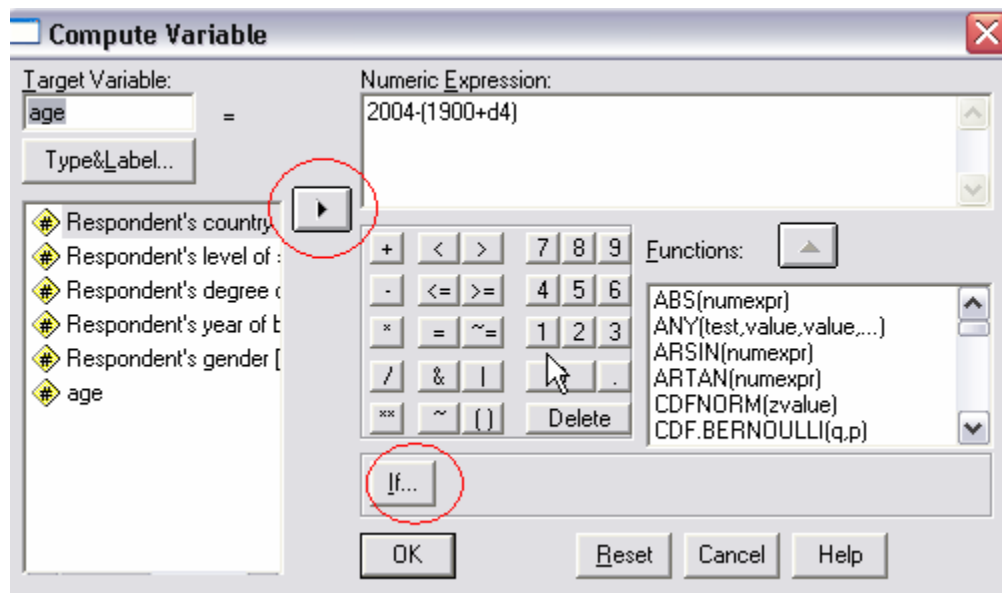 Compute Variable
Target Variable:
age
=
Type&Label...
Numeric Expression:
2004-(1900+d4)
Respondent's country
Respondent's level of
Respondent's degree
Respondent's year of
Respondent's gender [
age
+ < > 7 8 9
- <= >= 4 5 6
* = ~= 1 2 3
/ & | .
** ~ ( ) Delete
Functions:
ABS(numexpr)
ANY(test,value,value,...)
ARSIN(numexpr)
ARTAN(numexpr)
CDFNORM(zvalue)
CDF.BERNOULLI(q,p)
If...
OK Reset Cancel Help